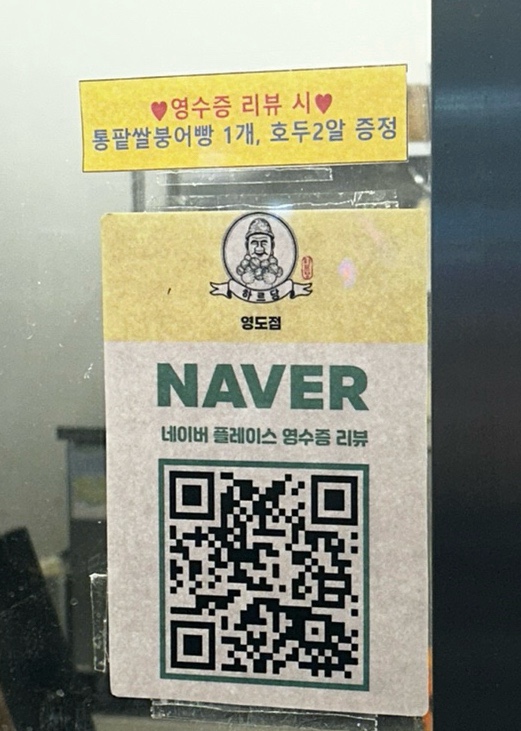 ♥영수증 리뷰 시♥
통팥쌀붕어빵 1개, 호두2알 증정
하르담
영도점
NAVER
네이버 플레이스 영수증 리뷰